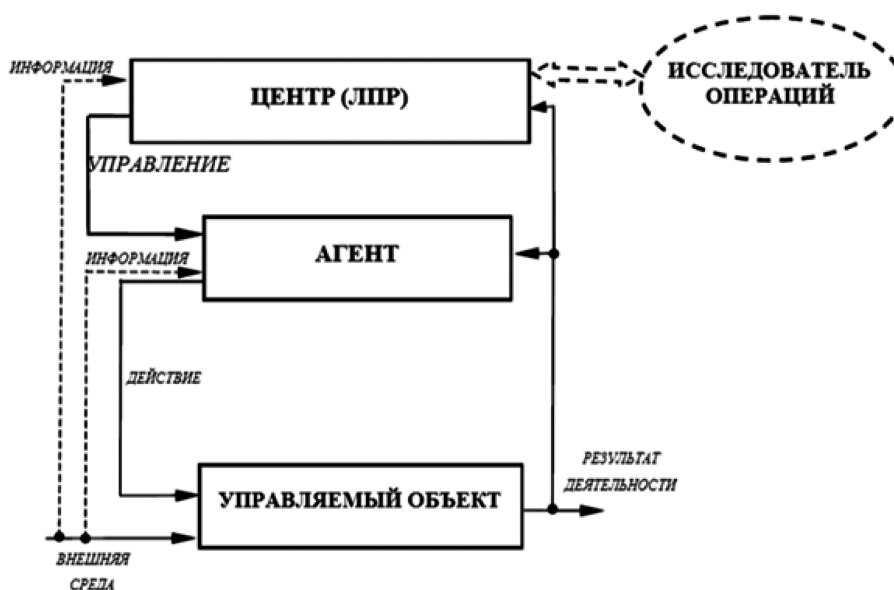 ИНФОРМАЦИЯ
ЦЕНТР (ЛПР)
ИССЛЕДОВАТЕЛЬ
ОПЕРАЦИЙ
УПРАВЛЕНИЕ
АГЕНТ
ИНФОРМАЦИЯ
ДЕЙСТВИЕ
УПРАВЛЯЕМЫЙ ОБЪЕКТ
РЕЗУЛЬТАТ
ДЕЯТЕЛЬНОСТИ
ВНЕШНЯЯ
СРЕДА